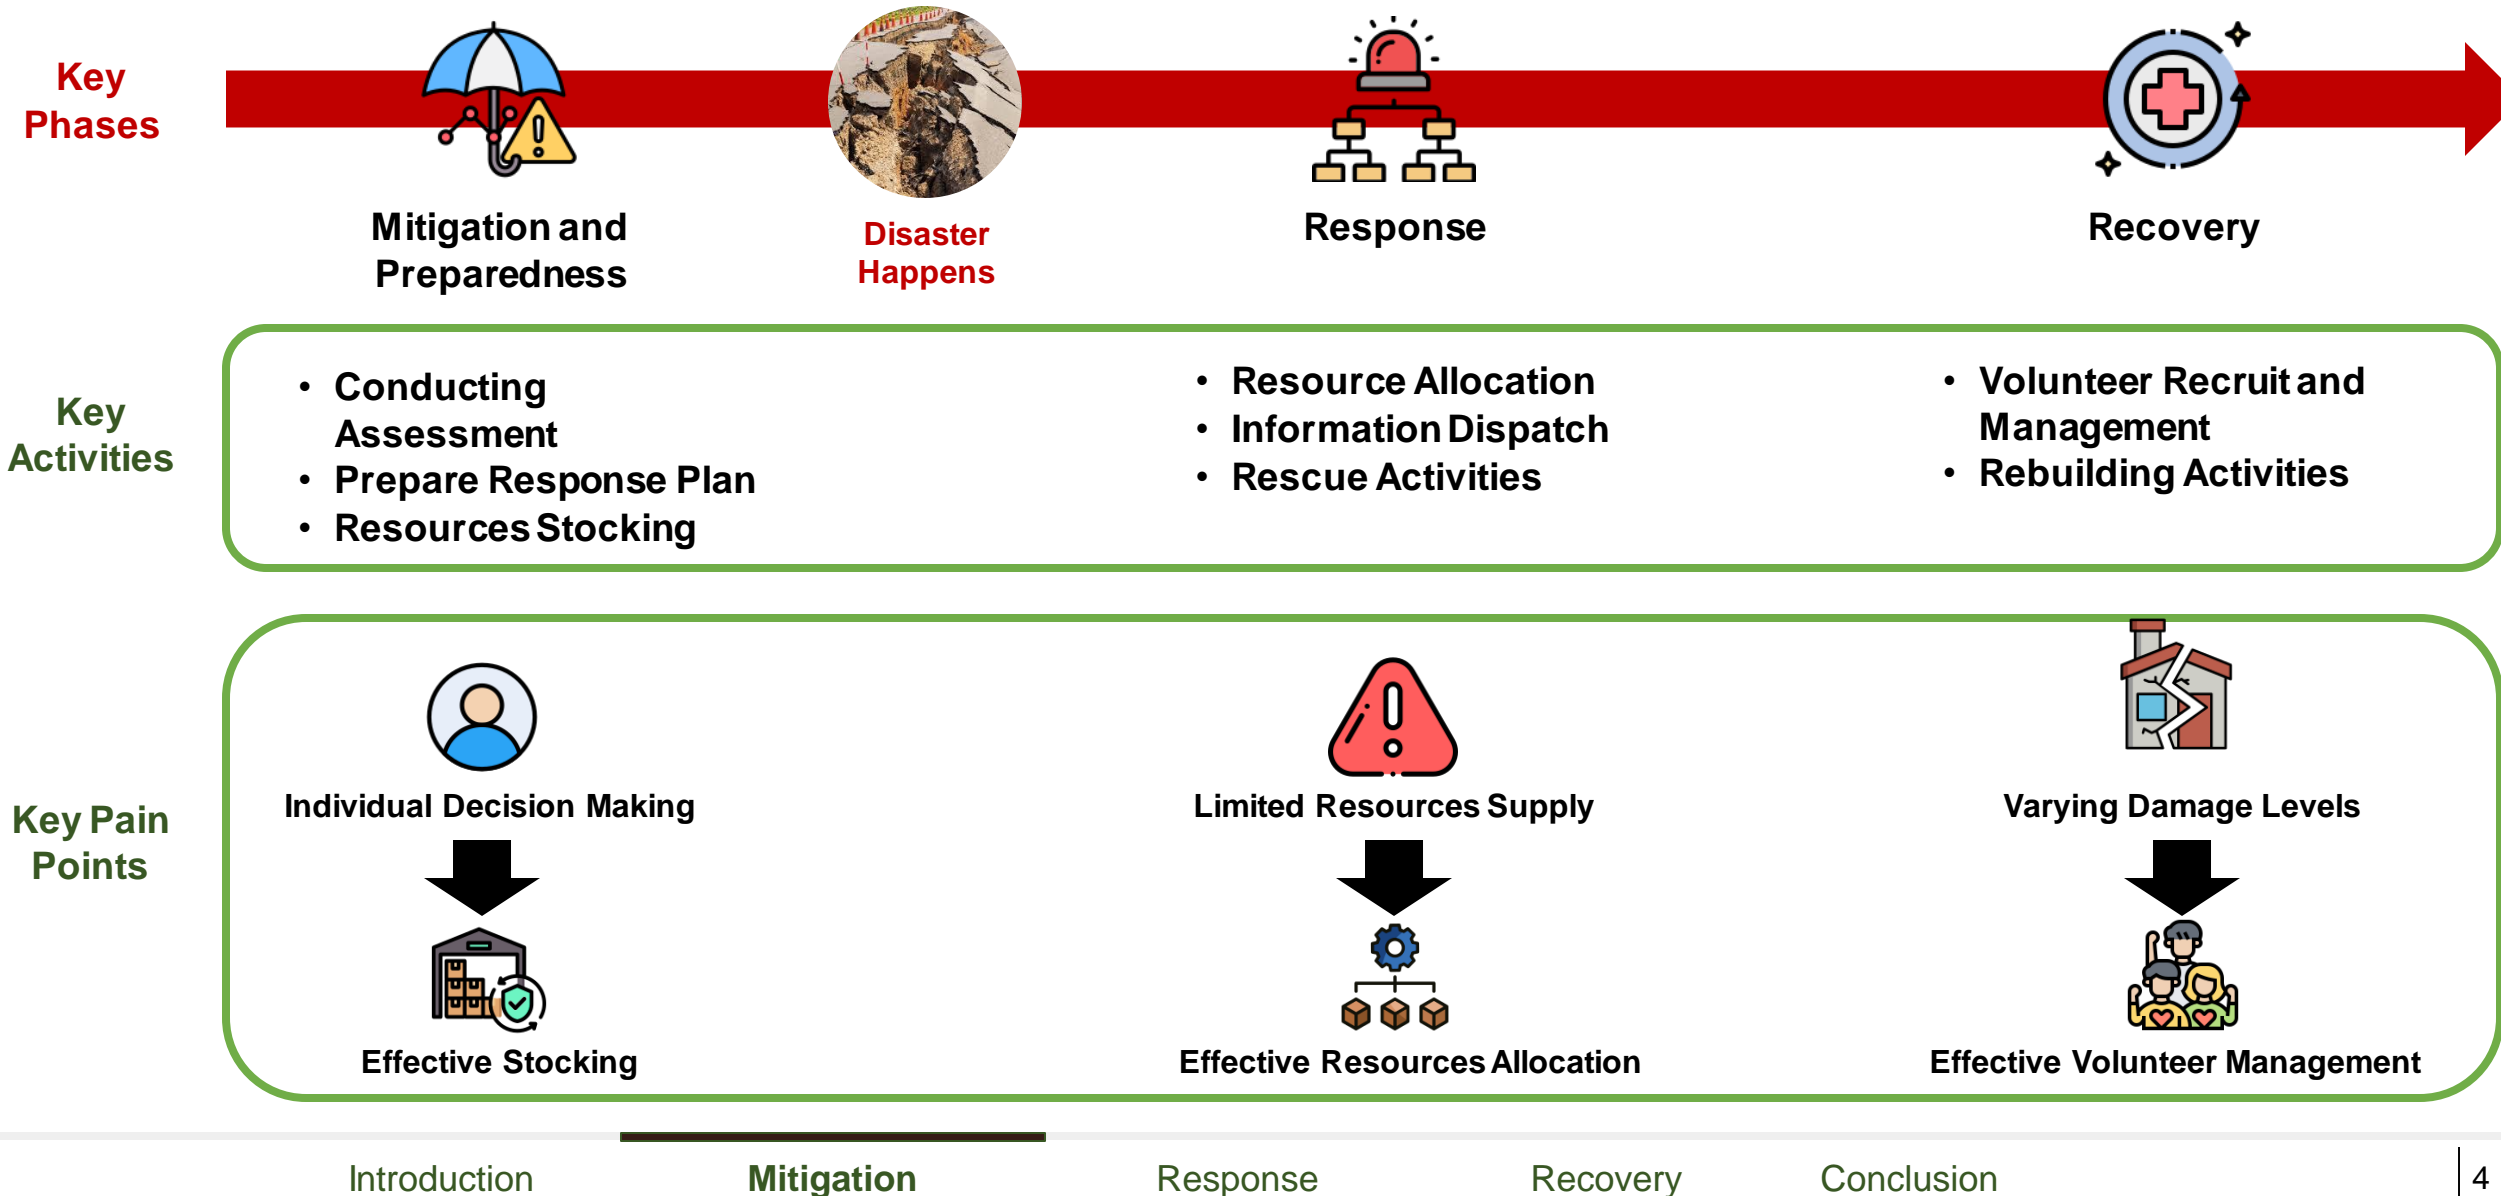 Key
Phases
Mitigation and
Preparedness
Disaster
Happens
Response
Recovery
Key
Activities
• Conducting
Assessment
• Prepare Response Plan
• Resources Stocking
• Resource Allocation
• Information Dispatch
• Rescue Activities
• Volunteer Recruit and
Management
• Rebuilding Activities
Key Pain
Points
Individual Decision Making
Limited Resources Supply
Varying Damage Levels
Effective Stocking
Effective Resources Allocation
Effective Volunteer Management
Introduction
Mitigation
Response
Recovery
Conclusion
4